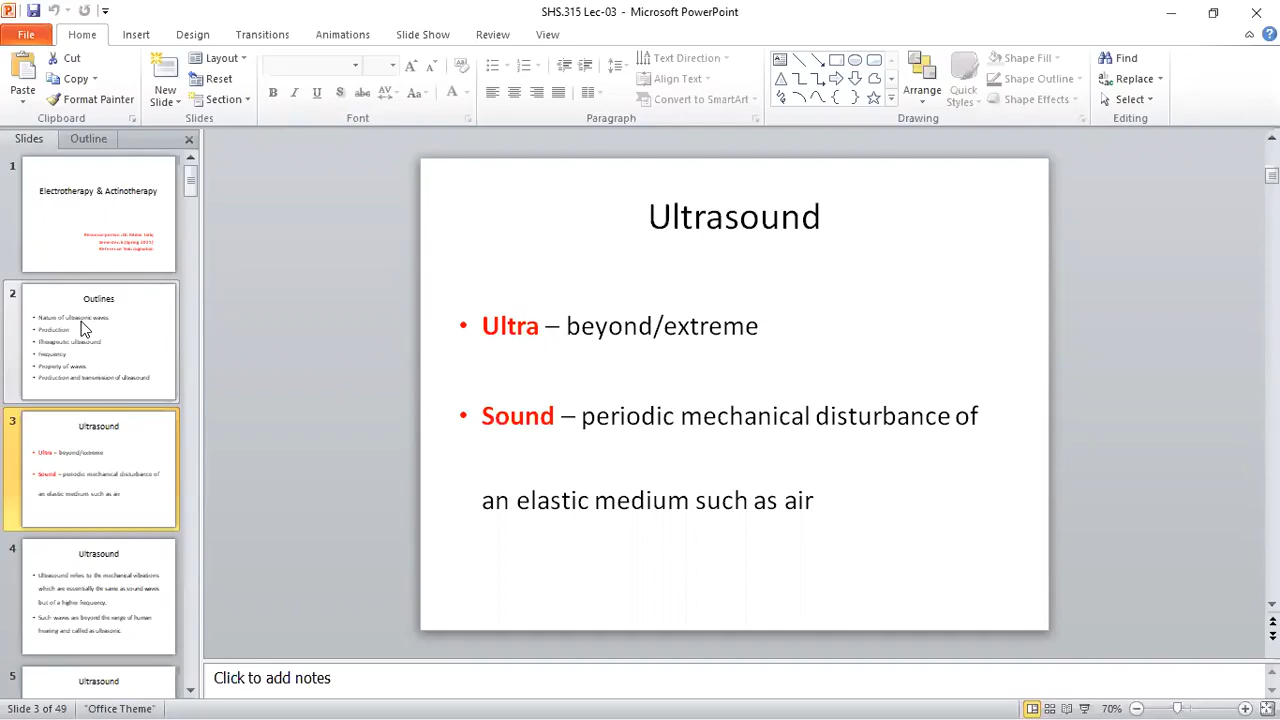 SHS.315 Lec-03 - Microsoft PowerPoint
File Home Insert Design Transitions Animations Slide Show Review View
Paste
Cut
Copy
Format Painter
Clipboard
New
Slide
Layout
Reset
Section
Slides
B I U S abc AV Aa A
Font
Text Direction
Align Text
Convert to SmartArt
Paragraph
Arrange
Quick
Styles
Shape Fill
Shape Outline
Shape Effects
Drawing
Find
Replace
Select
Editing
Slides Outline
1
Electrotherapy & Actinotherapy
2
Outlines
• Nature of ultrasonic waves
• Production
• Therapeutic ultrasound
• Frequency
• Property of waves
• Production and transmission of ultrasound
3
Ultrasound
• Ultra – beyond/extreme
• Sound – periodic mechanical disturbance of
an elastic medium such as air
4
Ultrasound
• Ultrasound refers to the mechanical vibrations
which are essentially the same as sound waves
but of a higher frequency.
• Such waves are beyond the range of human
hearing and called as ultrasonic.
5
Ultrasound
Ultrasound
• Ultra – beyond/extreme
• Sound – periodic mechanical disturbance of
an elastic medium such as air
Click to add notes
Slide 3 of 49 "Office Theme" 70%